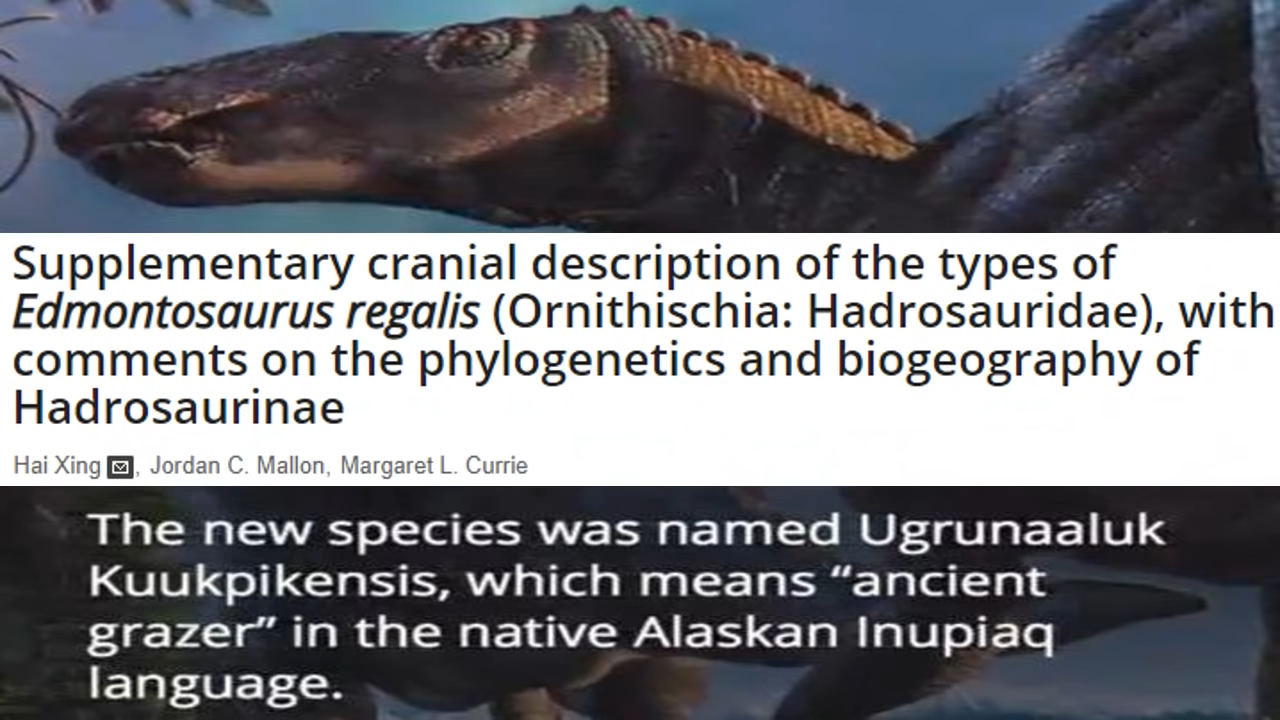 Supplementary cranial description of the types of
Edmontosaurus regalis (Ornithischia: Hadrosauridae), with
comments on the phylogenetics and biogeography of
Hadrosaurinae
Hai Xing , Jordan C. Mallon, Margaret L. Currie
The new species was named Ugrunaaluk
Kuukpikensis, which means “ancient
grazer” in the native Alaskan Inupiaq
language.